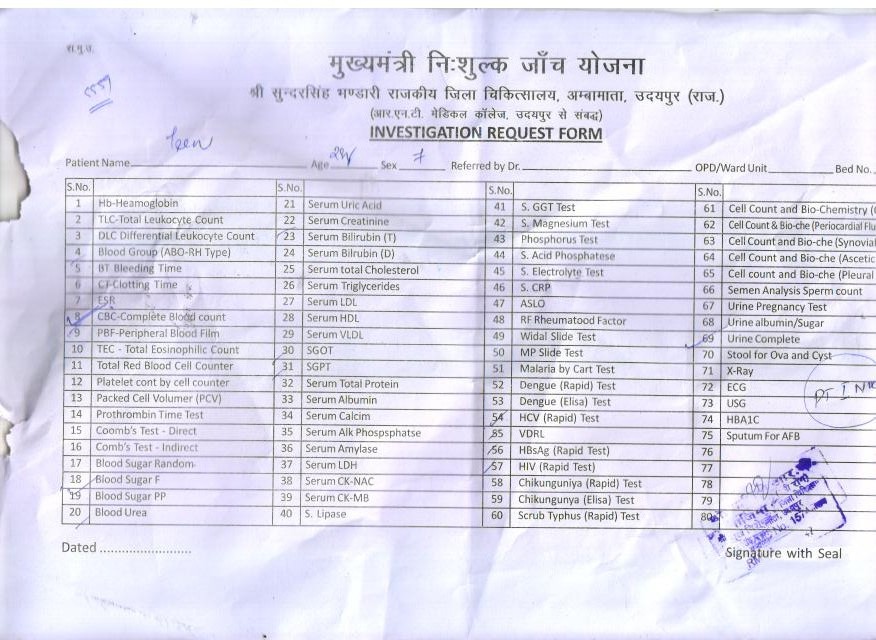 रा.मु.उ.
मुख्यमंत्री निःशुल्क जाँच योजना
श्री सुन्दरसिंह भण्डारी राजकीय जिला चिकित्सालय, अम्बामाता, उदयपुर (राज.)
(आर.एन.टी. मेडिकल कॉलेज, उदयपुर से संबद्ध)
INVESTIGATION REQUEST FORM
Patient Name Age Sex F Referred by Dr. OPD/Ward Unit Bed No.
S.No. S.No. S.No. S.No.
1 Hb-Heamoglobin 21 Serum Uric Acid 41 S. GGT Test 61 Cell Count and Bio-Chemistry (
2 TLC-Total Leukocyte Count 22 Serum Creatinine 42 S. Magnesium Test 62 Cell Count & Bio-che (Periocardial Flu
3 DLC Differential Leukocyte Count 23 Serum Bilirubin (T) 43 Phosphorus Test 63 Cell Count and Bio-che (Synovial
4 Blood Group (ABO-RH Type) 24 Serum Bilrubin (D) 44 S. Acid Phosphatese 64 Cell Count and Bio-che (Ascetic
5 BT Bleeding Time 25 Serum total Cholesterol 45 S. Electrolyte Test 65 Cell count and Bio-che (Pleural
6 CT-Clotting Time 26 Serum Triglycerides 46 S. CRP 66 Semen Analysis Sperm count
7 ESR 27 Serum LDL 47 ASLO 67 Urine Pregnancy Test
8 CBC-Complete Blood count 28 Serum HDL 48 RF Rheumatood Factor 68 Urine albumin/Sugar
9 PBF-Peripheral Blood Film 29 Serum VLDL 49 Widal Slide Test 69 Urine Complete
10 TEC - Total Eosinophilic Count 30 SGOT 50 MP Slide Test 70 Stool for Ova and Cyst
11 Total Red Blood Cell Counter 31 SGPT 51 Malaria by Cart Test 71 X-Ray
12 Platelet cont by cell counter 32 Serum Total Protein 52 Dengue (Rapid) Test 72 ECG
13 Packed Cell Volumer (PCV) 33 Serum Albumin 53 Dengue (Elisa) Test 73 USG PT INR
14 Prothrombin Time Test 34 Serum Calcim 54 HCV (Rapid) Test 74 HBA1C
15 Coomb's Test - Direct 35 Serum Alk Phospsphatse 55 VDRL 75 Sputum For AFB
16 Comb's Test - Indirect 36 Serum Amylase 56 HBsAg (Rapid Test) 76
17 Blood Sugar Random 37 Serum LDH 57 HIV (Rapid Test) 77
18 Blood Sugar F 38 Serum CK-NAC 58 Chikunguniya (Rapid) Test 78
19 Blood Sugar PP 39 Serum CK-MB 59 Chikungunya (Elisa) Test 79
20 Blood Urea 40 S. Lipase 60 Scrub Typhus (Rapid) Test 80
Dated ........................ Signature with Seal